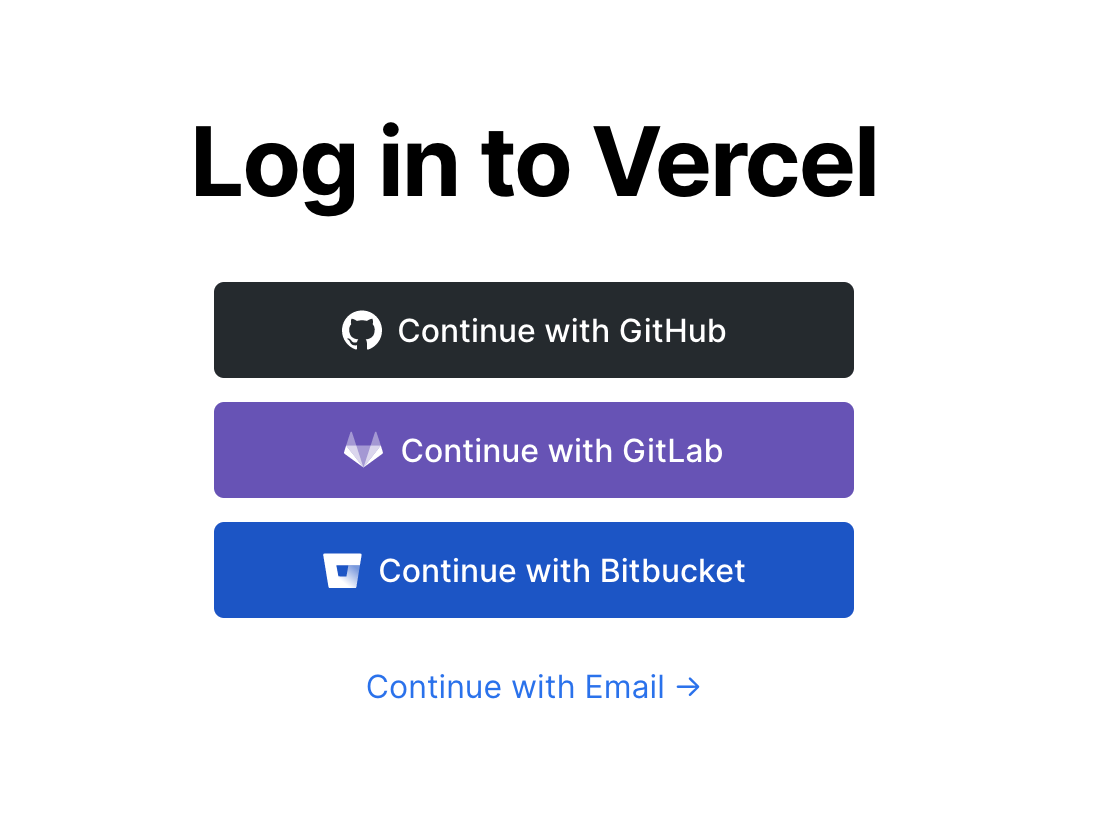 Log in to Vercel
Continue with GitHub
Continue with GitLab
Continue with Bitbucket
Continue with Email →